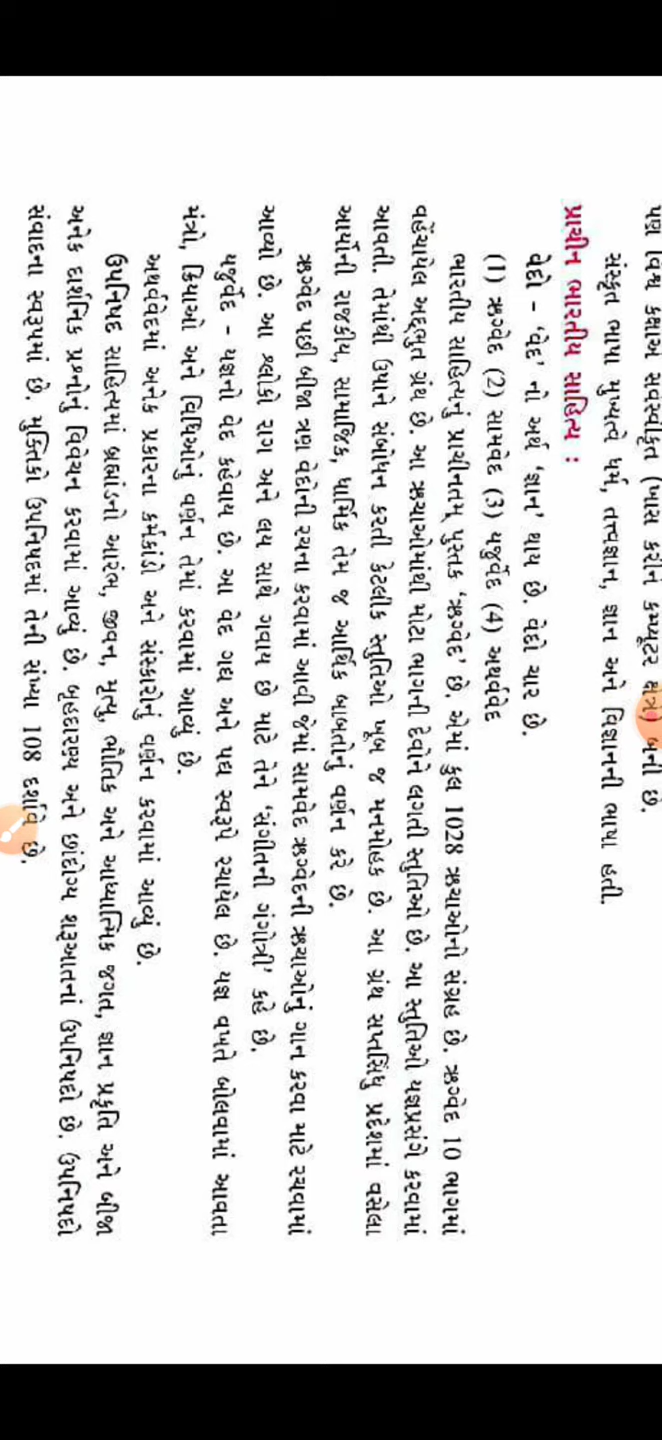 પણ વિશ્વ કક્ષાએ સર્વસ્વીકૃત (ખાસ કરીને કમ્પ્યુટર ક્ષેત્રે) બની છે.
સંસ્કૃત ભાષા મુખ્યત્વે ધર્મ, તત્ત્વજ્ઞાન, જ્ઞાન અને વિજ્ઞાનની ભાષા હતી.
પ્રાચીન ભારતીય સાહિત્ય :
વેદો - 'વેદ' નો અર્થ 'જ્ઞાન' થાય છે. વેદો ચાર છે.
(1) ઋગ્વેદ (2) સામવેદ (3) યજુર્વેદ (4) અથર્વવેદ
ભારતીય સાહિત્યનું પ્રાચીનતમ્ પુસ્તક 'ઋગ્વેદ' છે. એમાં કુલ 1028 ઋચાઓનો સંગ્રહ છે. ઋગ્વેદ 10 ભાગમાં
વહેંચાયેલ અદ્ભુત ગ્રંથ છે. આ ઋચાઓમાંથી મોટા ભાગની દેવોને લગતી સ્તુતિઓ છે. આ સ્તુતિઓ યજ્ઞપ્રસંગે કરવામાં
આવતી. તેમાંથી ઉષાને સંબોધન કરતી કેટલીક સ્તુતિઓ ખૂબ જ મનમોહક છે. આ ગ્રંથ સપ્તસિંધુ પ્રદેશમાં વસેલા
આર્યોની રાજકીય, સામાજિક, ધાર્મિક તેમ જ આર્થિક બાબતોનું વર્ણન કરે છે.
ઋગ્વેદ પછી બીજા ત્રણ વેદોની રચના કરવામાં આવી જેમાં સામવેદ ઋગ્વેદની ઋચાઓનું ગાન કરવા માટે રચવામાં
આવ્યો છે. આ શ્લોકો રાગ અને લય સાથે ગવાય છે માટે તેને 'સંગીતની ગંગોત્રી' કહે છે.
યજુર્વેદ - યજ્ઞનો વેદ કહેવાય છે. આ વેદ ગદ્ય અને પદ્ય સ્વરૂપે રચાયેલ છે. યજ્ઞ વખતે બોલવામાં આવતા
મંત્રો, ક્રિયાઓ અને વિધિઓનું વર્ણન તેમાં કરવામાં આવ્યું છે.
અથર્વવેદમાં અનેક પ્રકારના કર્મકાંડો અને સંસ્કારોનું વર્ણન કરવામાં આવ્યું છે.
ઉપનિષદ સાહિત્યમાં બ્રહ્માંડનો આરંભ, જીવન, મૃત્યુ, ભૌતિક અને આધ્યાત્મિક જગત, જ્ઞાન પ્રકૃતિ અને બીજા
અનેક દાર્શનિક પ્રશ્નોનું વિવેચન કરવામાં આવ્યું છે. બૃહદારણ્ય અને છાંદોગ્ય શરૂઆતનાં ઉપનિષદો છે. ઉપનિષદો
સંવાદના સ્વરૂપમાં છે. મુક્તિકો ઉપનિષદમાં તેની સંખ્યા 108 દર્શાવે છે.